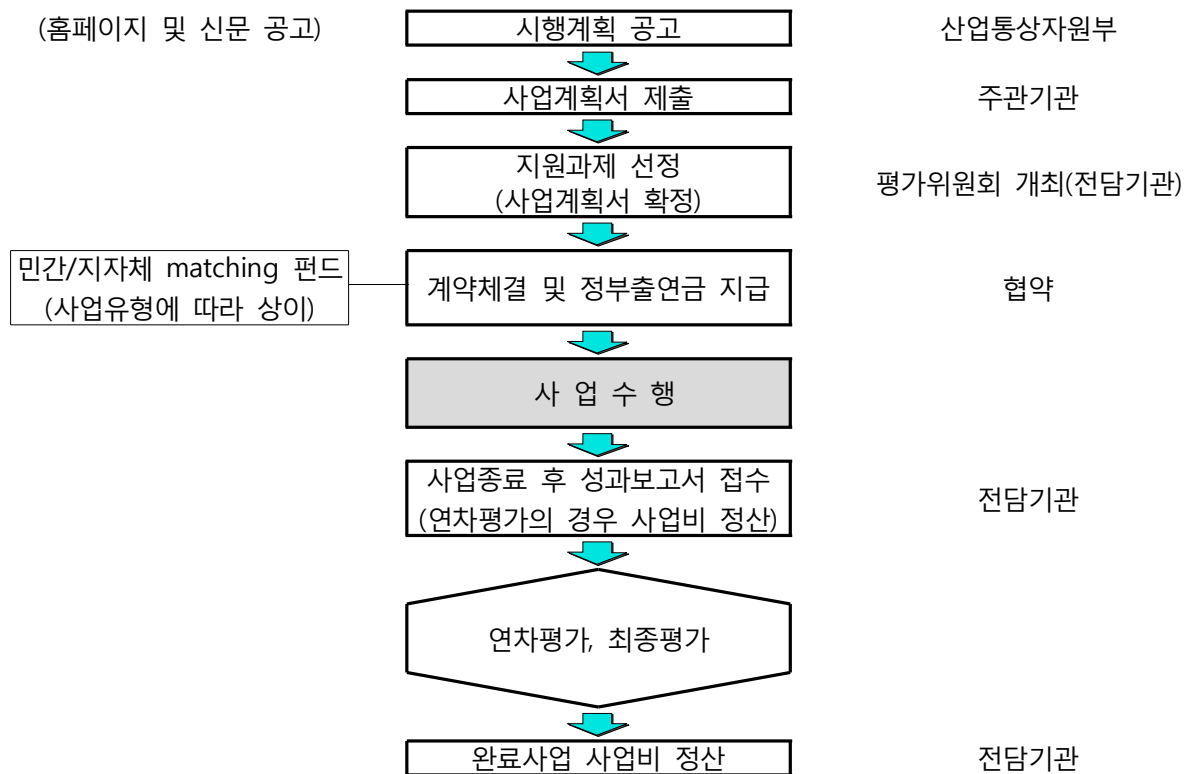 (홈페이지 및 신문 공고)
시행계획 공고
산업통상자원부
사업계획서 제출
주관기관
지원과제 선정
(사업계획서 확정)
평가위원회 개최(전담기관)
민간/지자체 matching 펀드
(사업유형에 따라 상이)
계약체결 및 정부출연금 지급
협약
사 업 수 행
사업종료 후 성과보고서 접수
(연차평가의 경우 사업비 정산)
전담기관
연차평가, 최종평가
완료사업 사업비 정산
전담기관